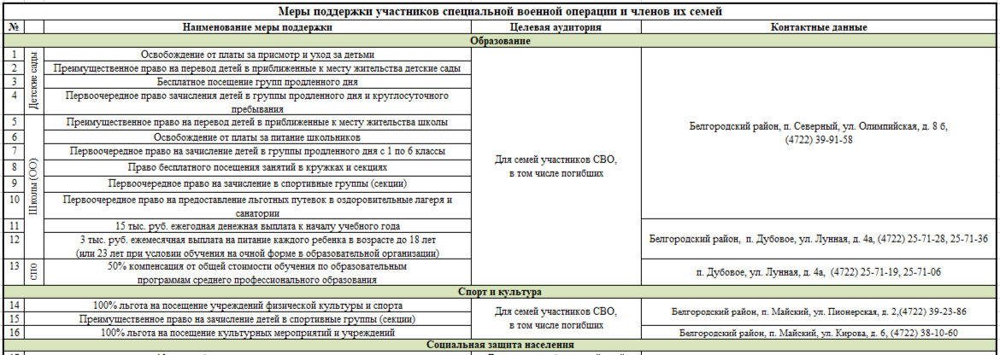 Меры поддержки участников специальной военной операции и членов их семей
№ Наименование меры поддержки Целевая аудитория Контактные данные
Образование
Детские сады
1 Освобождение от платы за присмотр и уход за детьми
2 Преимущественное право на перевод детей в приближенные к месту жительства детские сады
3 Бесплатное посещение групп продленного дня
4 Первоочередное право зачисления детей в группы продленного дня и круглосуточного
пребывания
Школы (ОО)
5 Преимущественное право на перевод детей в приближенные к месту жительства школы
6 Освобождение от платы за питание школьников
7 Первоочередное право на зачисление детей в группы продленного дня с 1 по 6 классы
8 Право бесплатного посещения занятий в кружках и секциях
9 Первоочередное право на зачисление в спортивные группы (секции)
10 Первоочередное право на предоставление льготных путевок в оздоровительные лагеря и
санатории
11 15 тыс. руб. ежегодная денежная выплата к началу учебного года
12 3 тыс. руб. ежемесячная выплата на питание каждого ребенка в возрасте до 18 лет
(или 23 лет при условии обучения на очной форме в образовательной организации)
СПО
13 50% компенсация от общей стоимости обучения по образовательным
программам среднего профессионального образования
Для семей участников СВО,
в том числе погибших
Белгородский район, п. Северный, ул. Олимпийская, д. 8 б,
(4722) 39-91-58
Белгородский район, п. Дубовое, ул. Лунная, д. 4а, (4722) 25-71-28, 25-71-36
п. Дубовое, ул. Лунная, д. 4а, (4722) 25-71-19, 25-71-06
Спорт и культура
14 100% льгота на посещение учреждений физической культуры и спорта
15 Преимущественное право на зачисление детей в спортивные группы (секции)
16 100% льгота на посещение культурных мероприятий и учреждений
Для семей участников СВО,
в том числе погибших
Белгородский район, п. Майский, ул. Пионерская, д. 2,(4722) 39-23-86
Белгородский район, п. Майский, ул. Кирова, д. 6, (4722) 38-10-60
Социальная защита населения